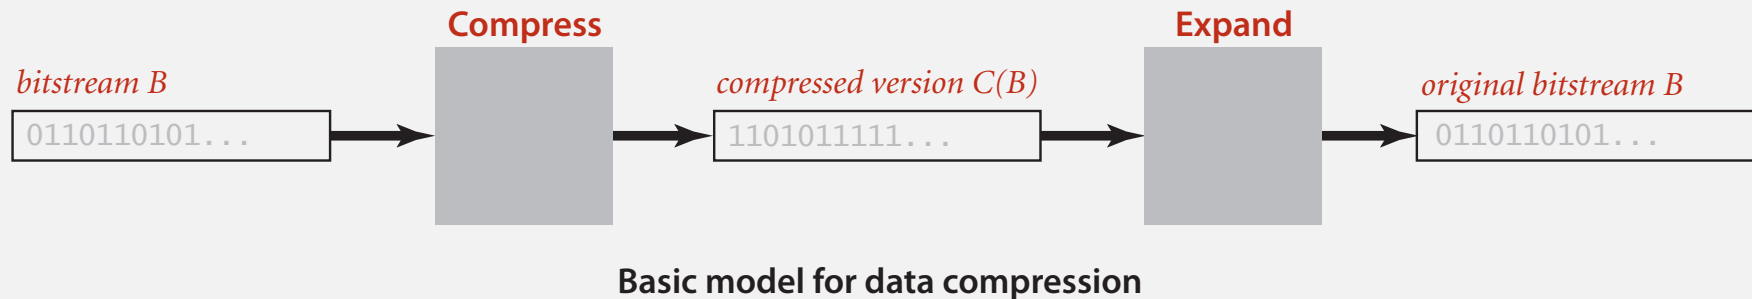 Compress
Expand
bitstream B
compressed version C(B)
original bitstream B
0110110101...
1101011111...
0110110101...
Basic model for data compression